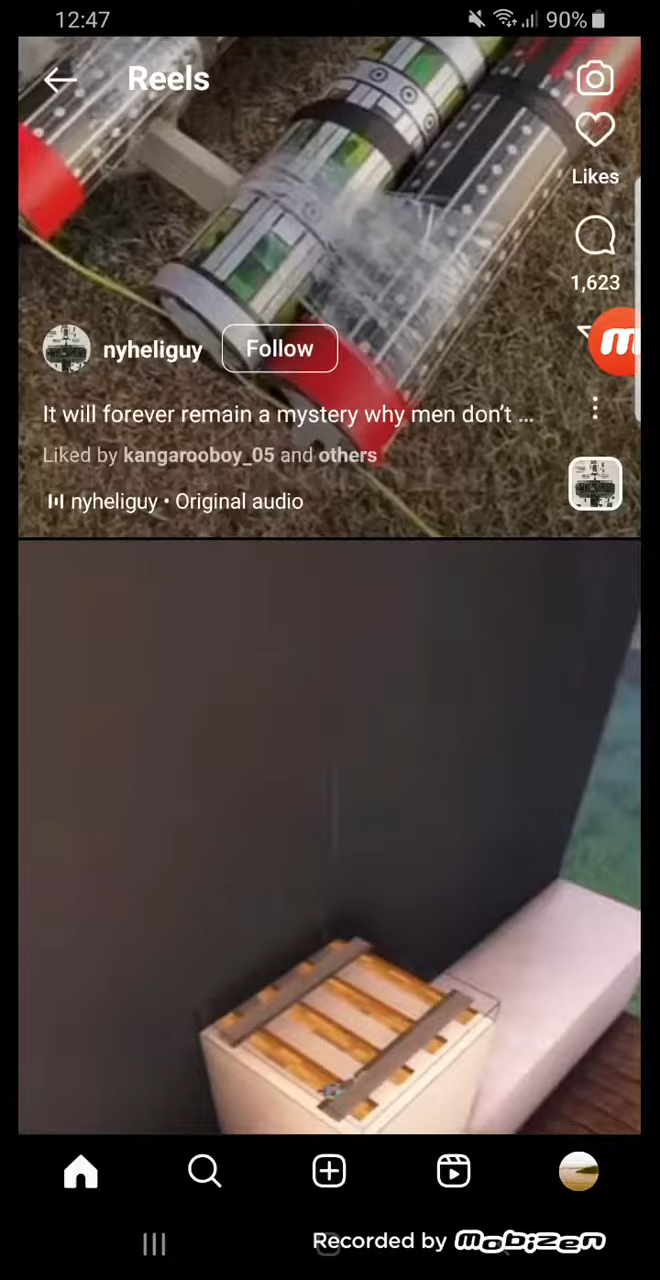 12:47
90%
Reels
Likes
1,623
nyheliguy
Follow
It will forever remain a mystery why men don't ...
Liked by kangarooboy_05 and others
nyheliguy • Original audio
Recorded by mobizen